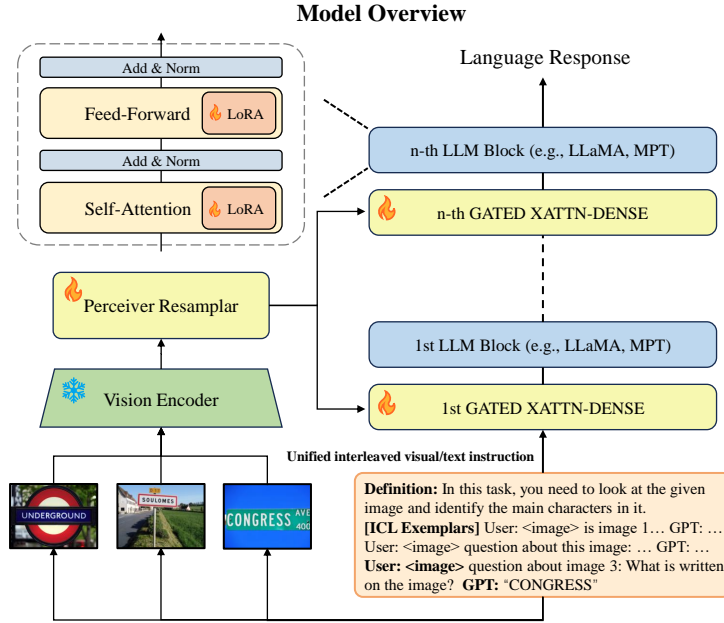 Model Overview
Add & Norm
Feed-Forward
LoRA
Add & Norm
Self-Attention
LoRA
Language Response
n-th LLM Block (e.g., LLaMA, MPT)
n-th GATED XATTN-DENSE
Perceiver Resamplar
1st LLM Block (e.g., LLaMA, MPT)
Vision Encoder
1st GATED XATTN-DENSE
Unified interleaved visual/text instruction
UNDERGROUND
SOULOMES
CONGRESS AVE
400
Definition: In this task, you need to look at the given
image and identify the main characters in it.
[ICL Exemplars] User: <image> is image 1… GPT: …
User: <image> question about this image: … GPT: …
User: <image> question about image 3: What is written
on the image? GPT: “CONGRESS”